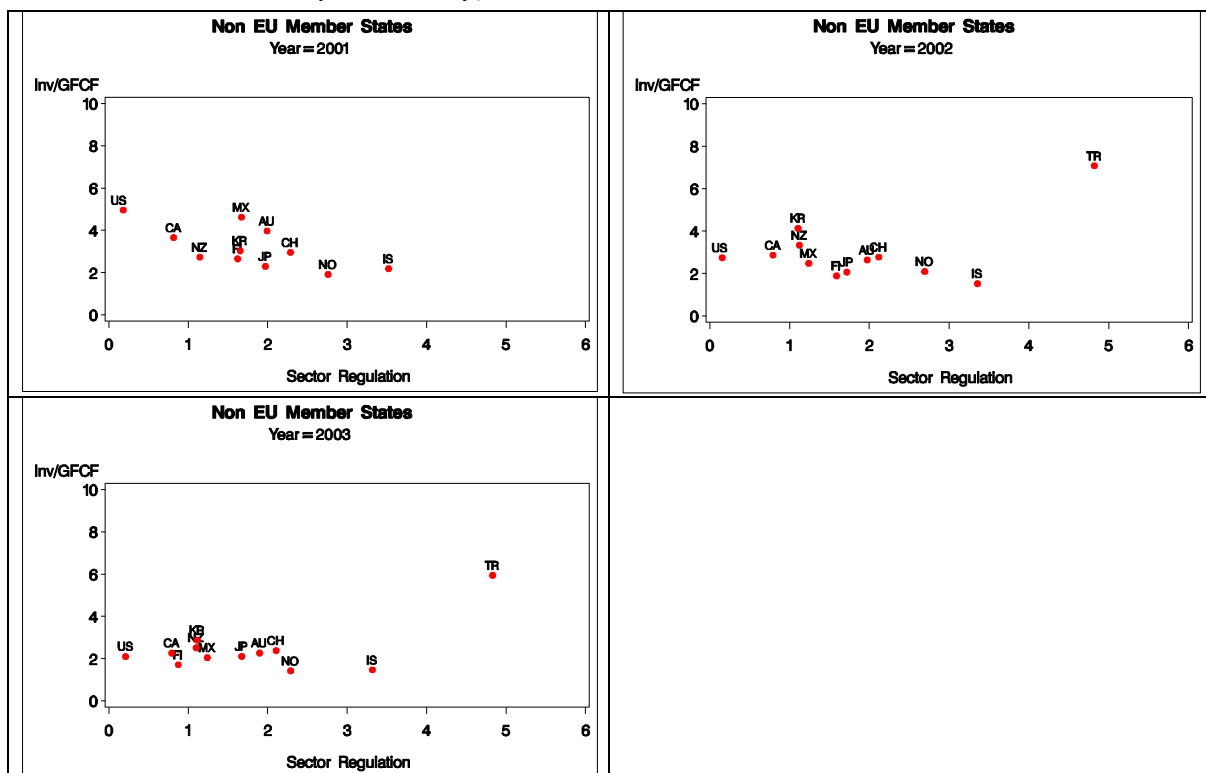 Non EU Member States
Year=2001
Inv/GFCF
10
8
6
4
2
0
US
CA
NZ
MX
KR
FI
AU
JP
CH
NO
IS
0 1 2 3 4 5 6
Sector Regulation
Non EU Member States
Year=2002
Inv/GFCF
10
8
6
4
2
0
US
CA
KR
NZ
MX
FI
JP
AU
CH
NO
IS
TR
0 1 2 3 4 5 6
Sector Regulation
Non EU Member States
Year=2003
Inv/GFCF
10
8
6
4
2
0
US
CA
FI
KR
NZ
MX
JP
AU
CH
NO
IS
TR
0 1 2 3 4 5 6
Sector Regulation